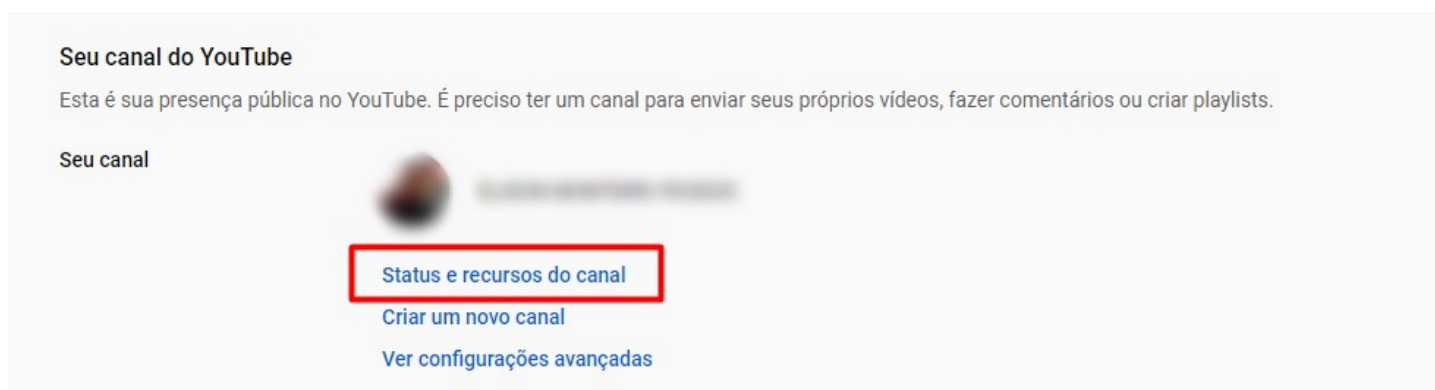 Seu canal do YouTube
Esta é sua presença pública no YouTube. É preciso ter um canal para enviar seus próprios vídeos, fazer comentários ou criar playlists.
Seu canal
Status e recursos do canal
Criar um novo canal
Ver configurações avançadas